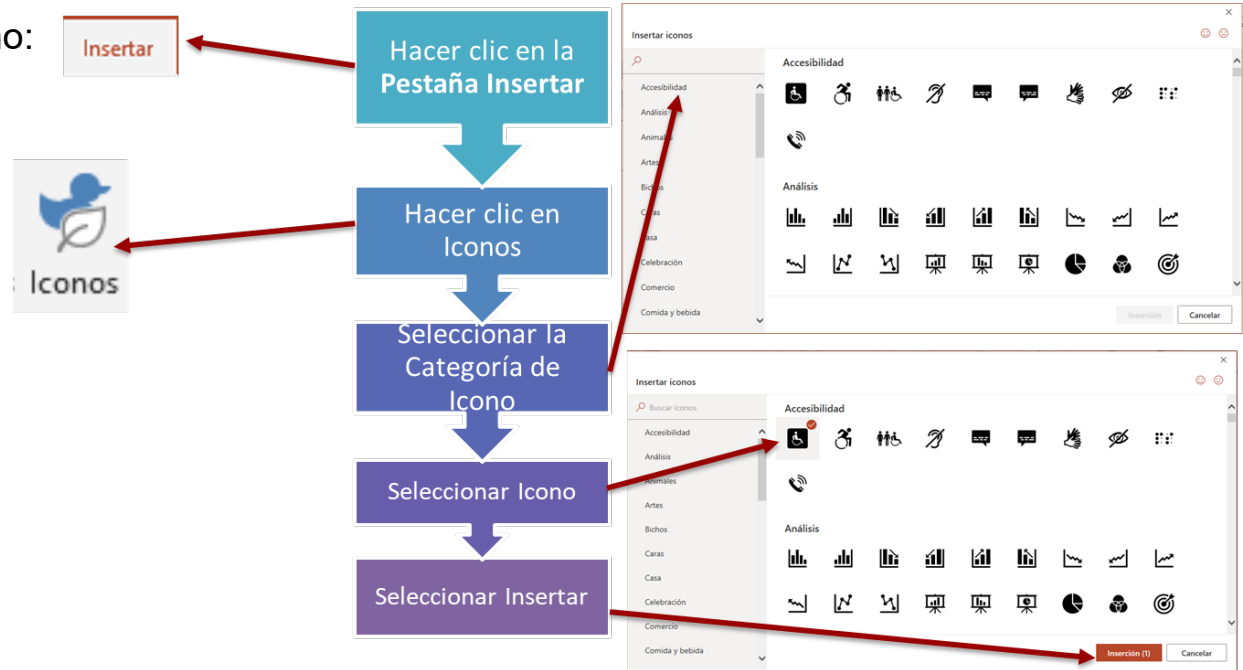 no:
Insertar
Iconos
Hacer clic en la
Pestaña Insertar
Hacer clic en
Iconos
Seleccionar la
Categoría de
Icono
Seleccionar Icono
Seleccionar Insertar
Insertar iconos
Accesibilidad
Análisis
Animales
Artes
Bichos
Caras
Casa
Celebración
Comercio
Comida y bebida
Accesibilidad
Análisis
Inserción
Cancelar
Insertar iconos
Buscar iconos
Accesibilidad
Análisis
Animales
Artes
Bichos
Caras
Casa
Celebración
Comercio
Comida y bebida
Accesibilidad
Análisis
Inserción (1)
Cancelar